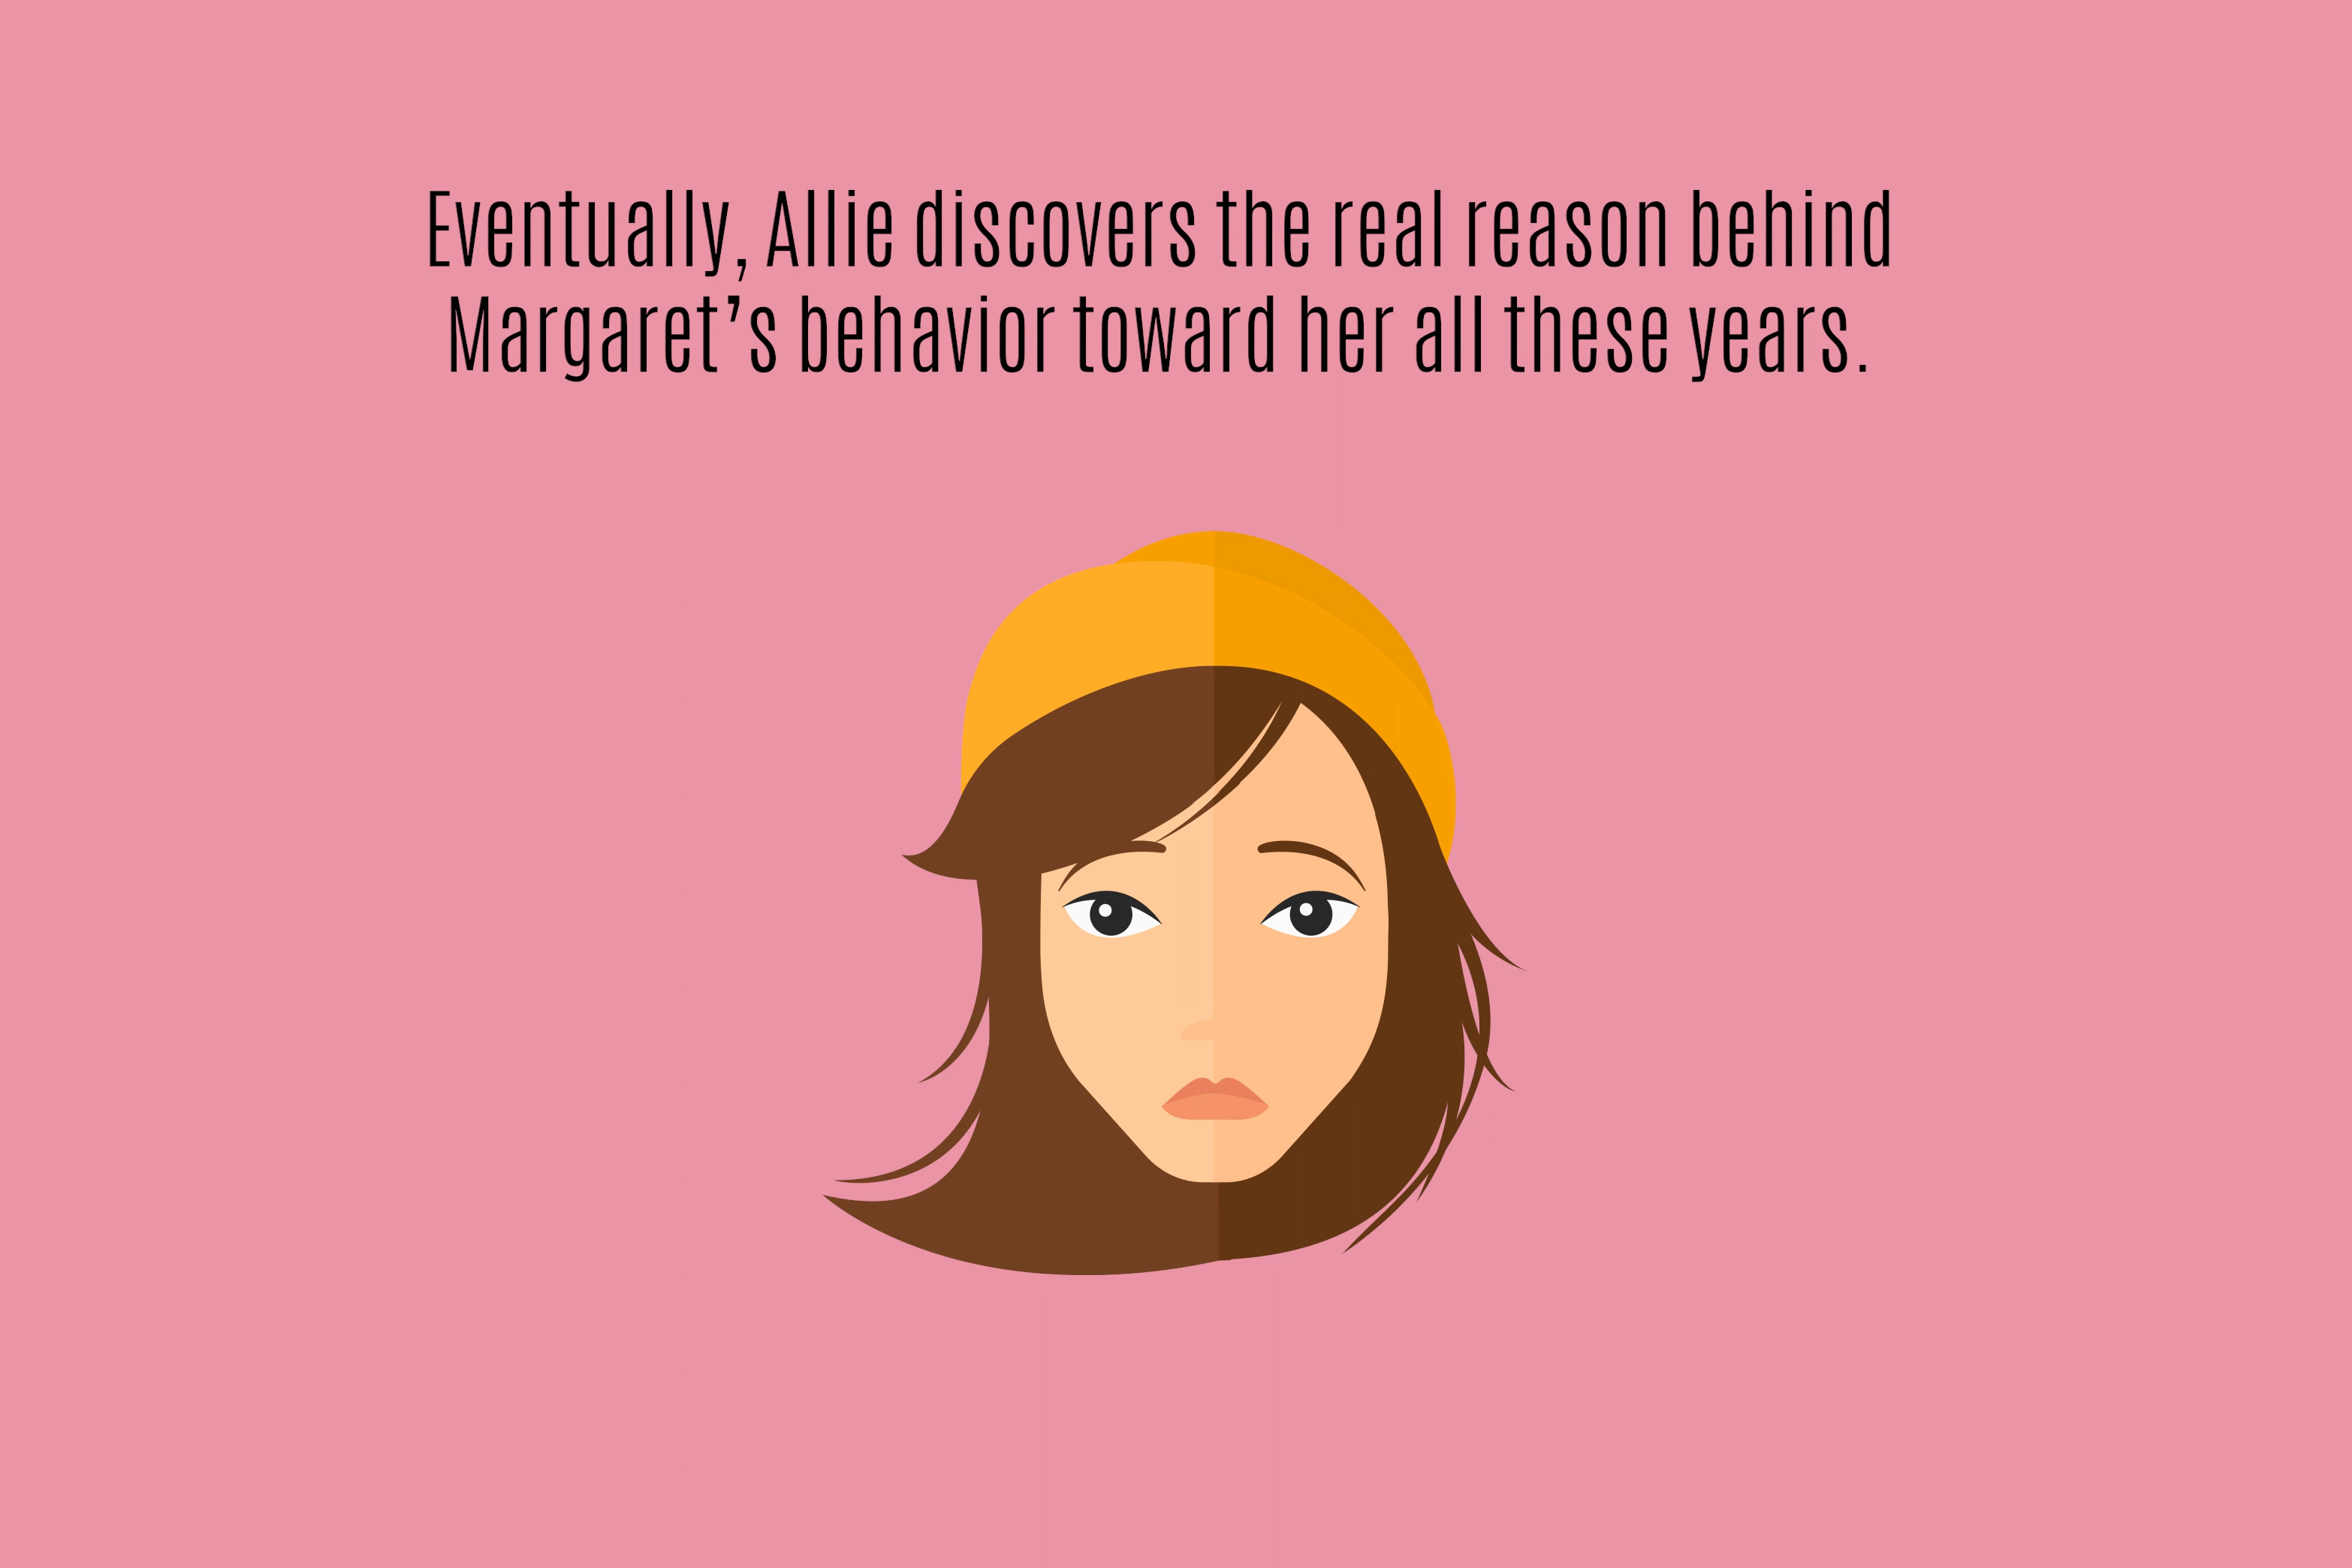 Eventually, Allie discovers the real reason behind
Margaret’s behavior toward her all these years.